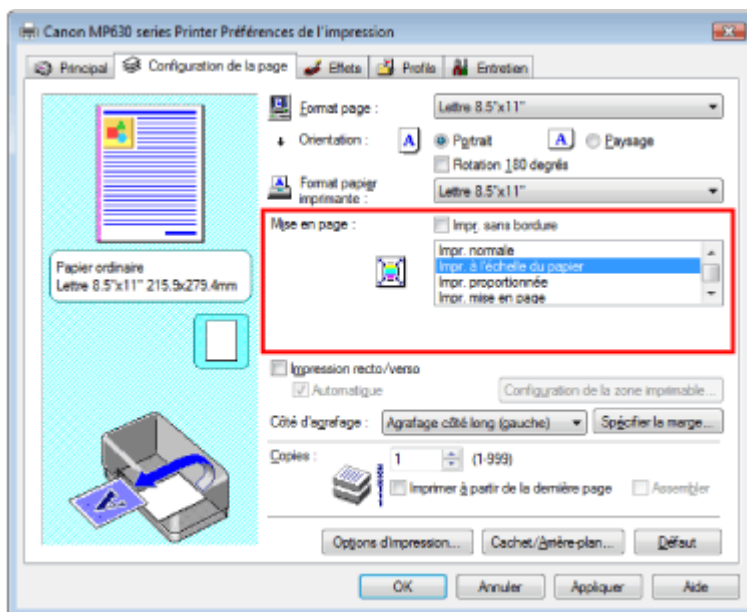 Canon MP630 series Printer Préférences de l'impression
Principal Configuration de la page Effets Profils Entretien
Format page : Lettre 8.5"x11"
Orientation : A Portrait A Paysage
Rotation 180 degrés
Format papier imprimante : Lettre 8.5"x11"
Mise en page : Impr. sans bordure
Impr. normale
Impr. à l'échelle du papier
Impr. proportionnée
Impr. mise en page
Papier ordinaire
Lettre 8.5"x11" 215.9x279.4mm
Impression recto/verso
Automatique Configuration de la zone imprimable...
Côté d'agrafage : Agrafage côté long (gauche) Spécifier la marge...
Copies : 1 (1-999)
Imprimer à partir de la dernière page Assembler
Options d'impression... Cachet/Arrière-plan... Défaut
OK Annuler Appliquer Aide